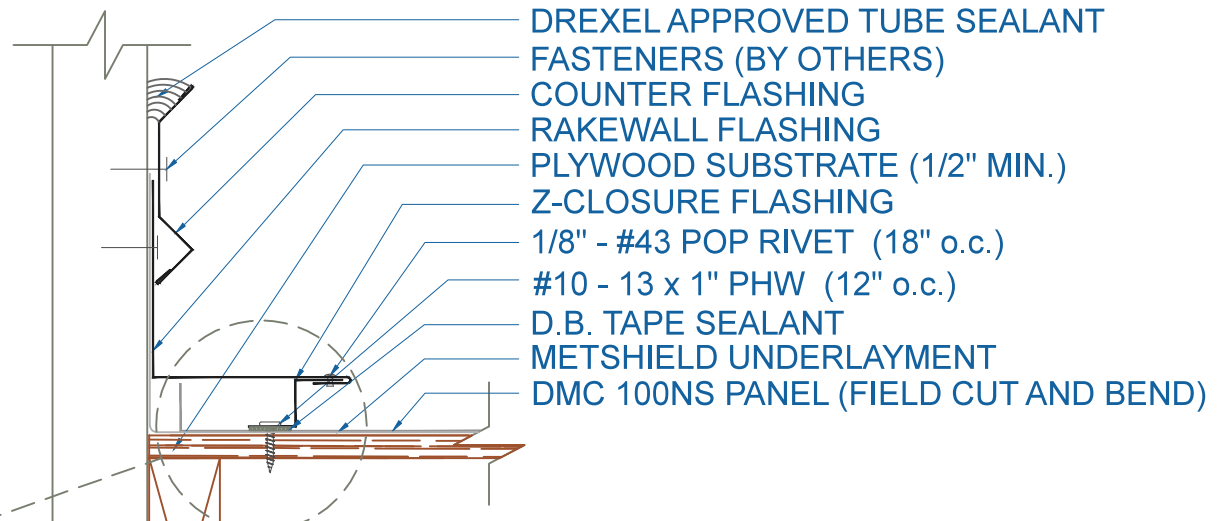 DREXEL APPROVED TUBE SEALANT
FASTENERS (BY OTHERS)
COUNTER FLASHING
RAKEWALL FLASHING
PLYWOOD SUBSTRATE (1/2" MIN.)
Z-CLOSURE FLASHING
1/8" - #43 POP RIVET (18" o.c.)
#10 - 13 x 1" PHW (12" o.c.)
D.B. TAPE SEALANT
METSHIELD UNDERLAYMENT
DMC 100NS PANEL (FIELD CUT AND BEND)